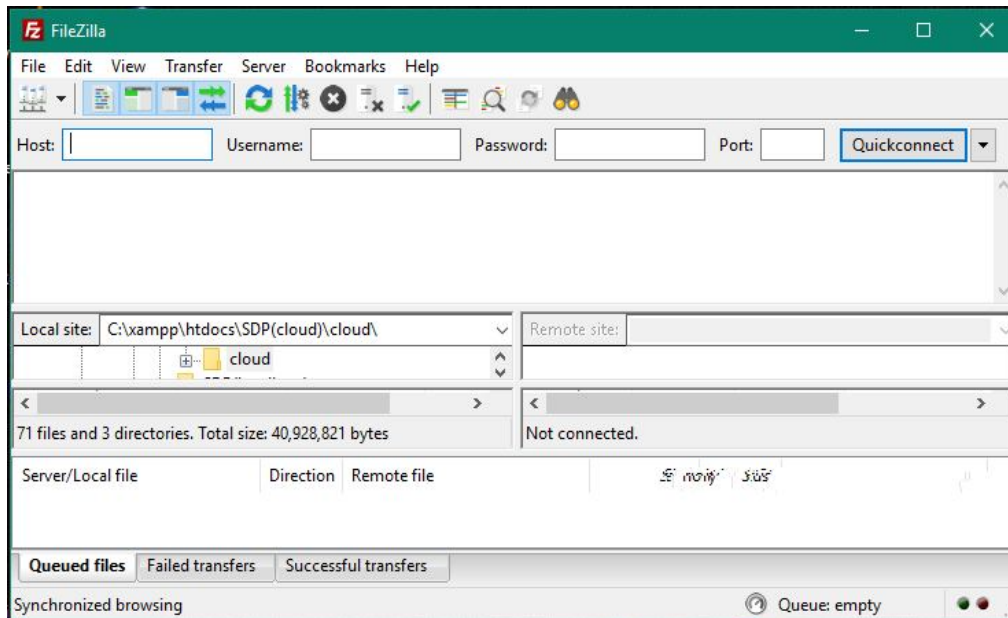 FileZilla
File Edit View Transfer Server Bookmarks Help
Host: Username: Password: Port: Quickconnect
Local site: C:\xampp\htdocs\SDP(cloud)\cloud\ Remote site:
cloud
71 files and 3 directories. Total size: 40,928,821 bytes Not connected.
Server/Local file Direction Remote file
Queued files Failed transfers Successful transfers
Synchronized browsing Queue: empty